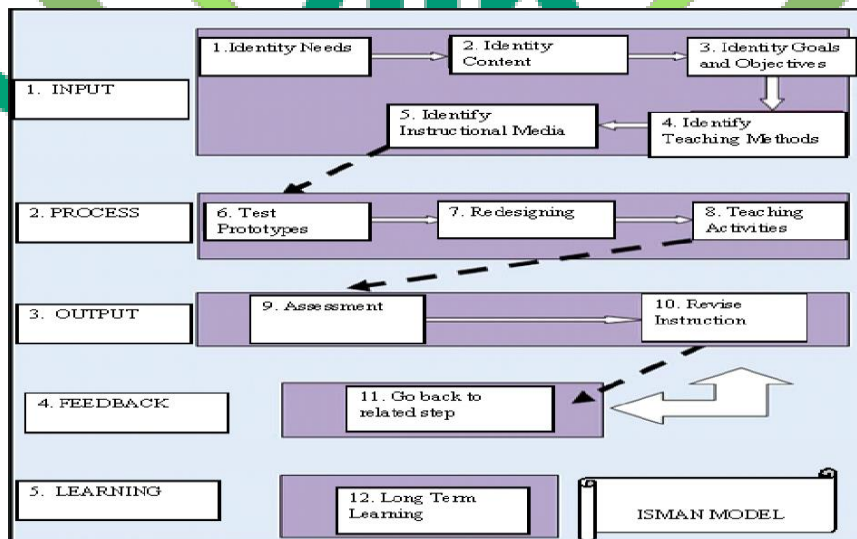 1. INPUT
1.Identity Needs
2. Identity
Content
3. Identity Goals
and Objectives
5. Identify
Instructional Media
4. Identify
Teaching Methods
2. PROCESS
6. Test
Prototypes
7. Redesigning
8. Teaching
Activities
3. OUTPUT
9. Assessment
10. Revise
Instruction
4. FEEDBACK
11. Go back to
related step
5. LEARNING
12. Long Term
Learning
ISMAN MODEL